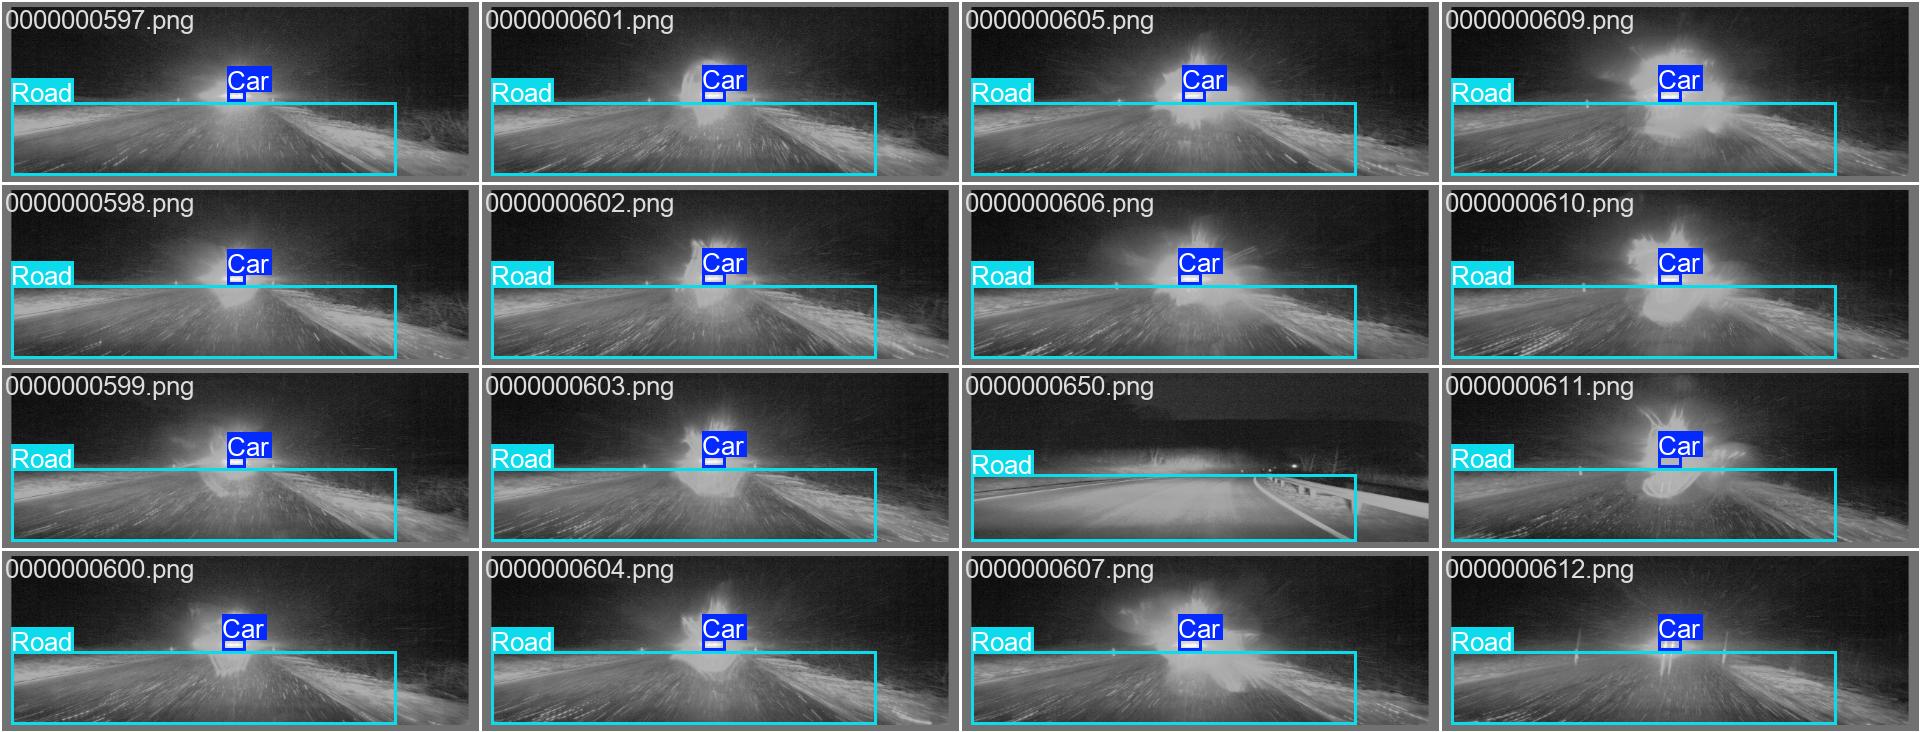 0000000597.png
Car
Road
0000000601.png
Car
Road
0000000605.png
Car
Road
0000000609.png
Car
Road
0000000598.png
Car
Road
0000000602.png
Car
Road
0000000606.png
Car
Road
0000000610.png
Car
Road
0000000599.png
Car
Road
0000000603.png
Car
Road
0000000650.png
Road
0000000611.png
Car
Road
0000000600.png
Car
Road
0000000604.png
Car
Road
0000000607.png
Car
Road
0000000612.png
Car
Road